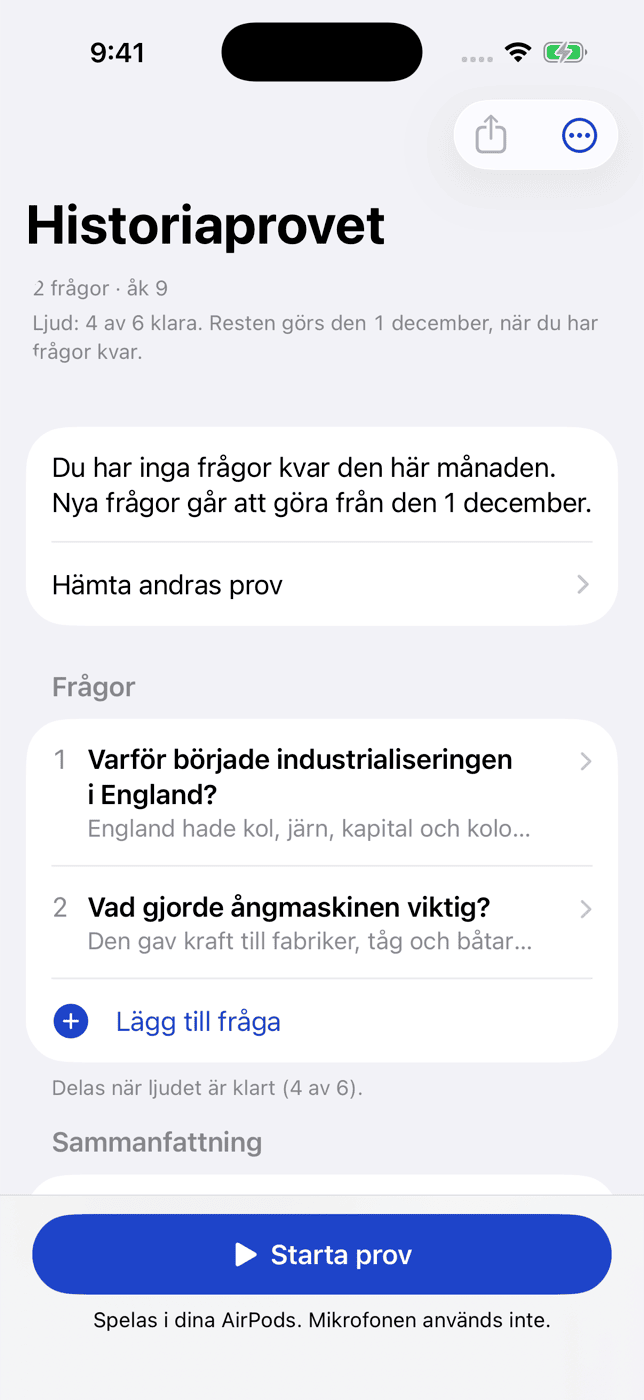 9:41
Historiaprovet
2 frågor · åk 9
Ljud: 4 av 6 klara. Resten görs den 1 december, när du har
frågor kvar.
Du har inga frågor kvar den här månaden.
Nya frågor går att göra från den 1 december.
Hämta andras prov
Frågor
1 Varför började industrialiseringen
i England?
England hade kol, järn, kapital och kolo...
2 Vad gjorde ångmaskinen viktig?
Den gav kraft till fabriker, tåg och båtar...
Lägg till fråga
Delas när ljudet är klart (4 av 6).
Sammanfattning
Starta prov
Spelas i dina AirPods. Mikrofonen används inte.